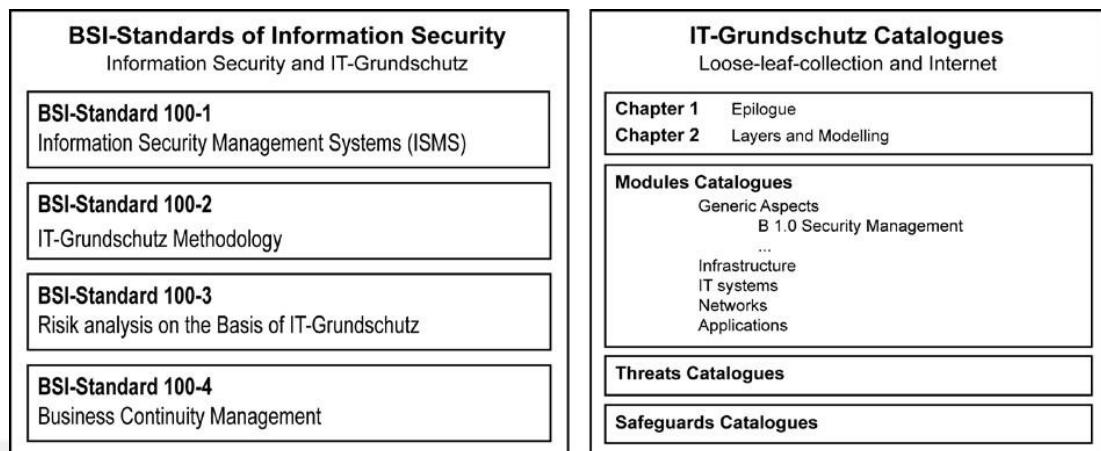 BSI-Standards of Information Security
Information Security and IT-Grundschutz
BSI-Standard 100-1
Information Security Management Systems (ISMS)
BSI-Standard 100-2
IT-Grundschutz Methodology
BSI-Standard 100-3
Risik analysis on the Basis of IT-Grundschutz
BSI-Standard 100-4
Business Continuity Management
IT-Grundschutz Catalogues
Loose-leaf-collection and Internet
Chapter 1 Epilogue
Chapter 2 Layers and Modelling
Modules Catalogues
Generic Aspects
B 1.0 Security Management
...
Infrastructure
IT systems
Networks
Applications
Threats Catalogues
Safeguards Catalogues